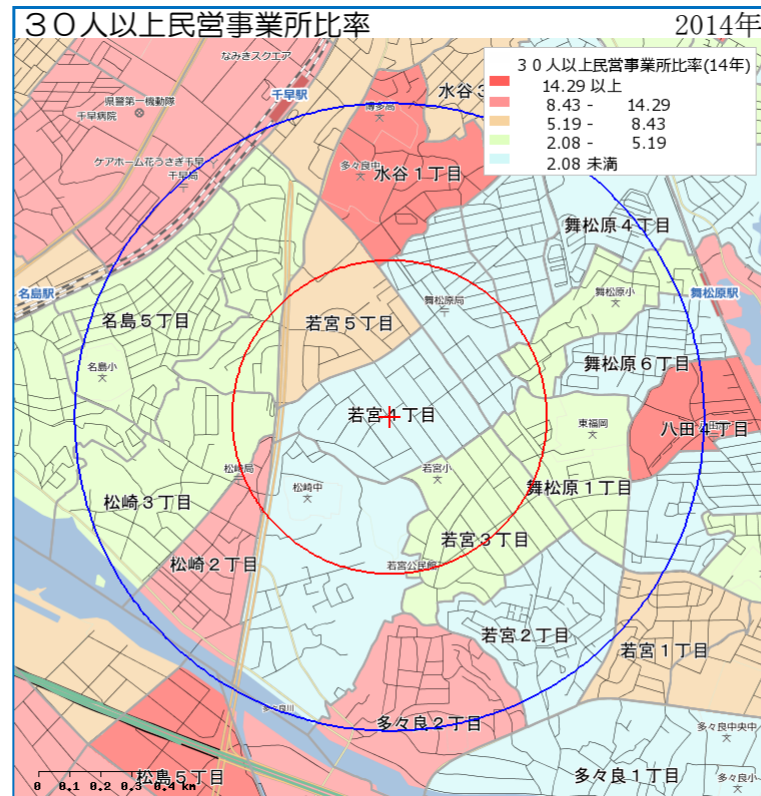 ３０人以上民営事業所比率
2014年
３０人以上民営事業所比率(14年)
14.29 以上
8.43 - 14.29
5.19 - 8.43
2.08 - 5.19
2.08 未満
なみきスクエア
千早駅
県警第一機動隊
千早病院
水谷３
博多局
ケアホーム花うさぎ千早
千早局
多々良中
水谷１丁目
舞松原４丁目
名島駅
舞松原局
舞松原小
舞松原駅
名島５丁目
若宮５丁目
名島小
舞松原６丁目
若宮４丁目
東福岡
八田４丁目
松崎局
若宮小
松崎中
舞松原１丁目
松崎３丁目
若宮３丁目
松崎２丁目
若宮公民館
若宮２丁目
若宮１丁目
多々良川
多々良２丁目
多々良中央中
松島５丁目
多々良１丁目
多々良小
0 0.1 0.2 0.3 0.4 km